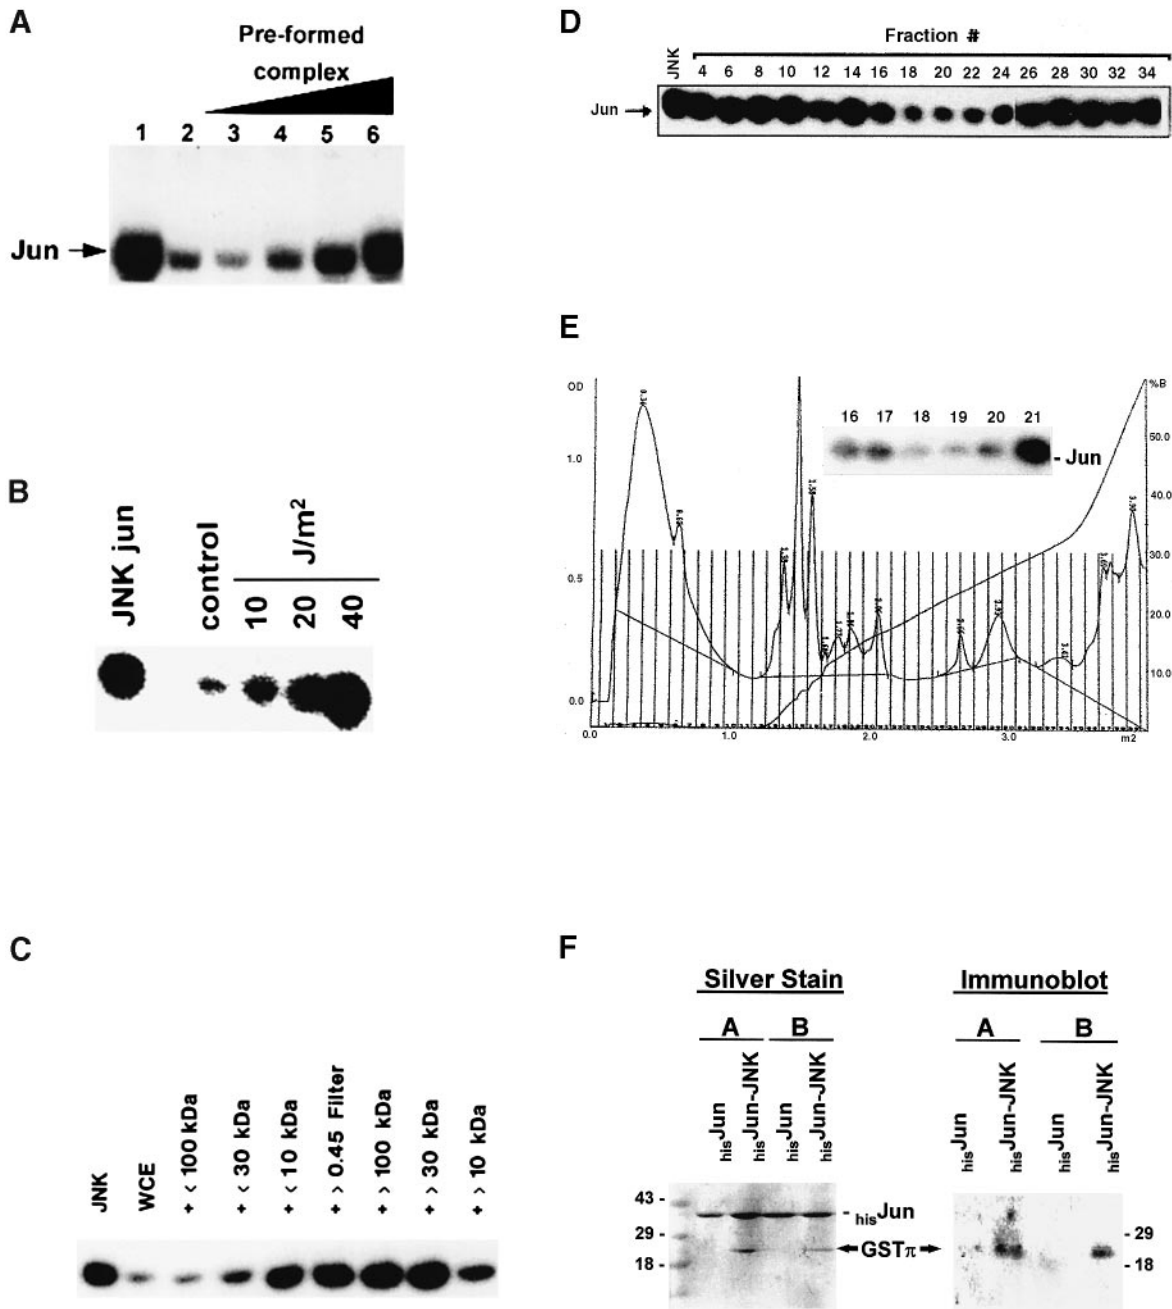 A
Pre-formed
complex
1 2 3 4 5 6
Jun
B
JNK jun
control
J/m2
10 20 40
C
JNK
WCE
+ < 100 kDa
+ < 30 kDa
+ < 10 kDa
+ > 0.45 Filter
+ > 100 kDa
+ > 30 kDa
+ > 10 kDa
D
Fraction #
JNK 4 6 8 10 12 14 16 18 20 22 24 26 28 30 32 34
Jun
E
OD
%B
16 17 18 19 20 21
- Jun
1.0
0.5
0.0
50.0
40.0
30.0
20.0
10.0
0.0 1.0 2.0 3.0 m2
F
Silver Stain
Immunoblot
A B
A B
hisJun
hisJun-JNK
hisJun
hisJun-JNK
hisJun
hisJun-JNK
hisJun
hisJun-JNK
43 -
29 -
18 -
- hisJun
GSTπ
- 29
- 18